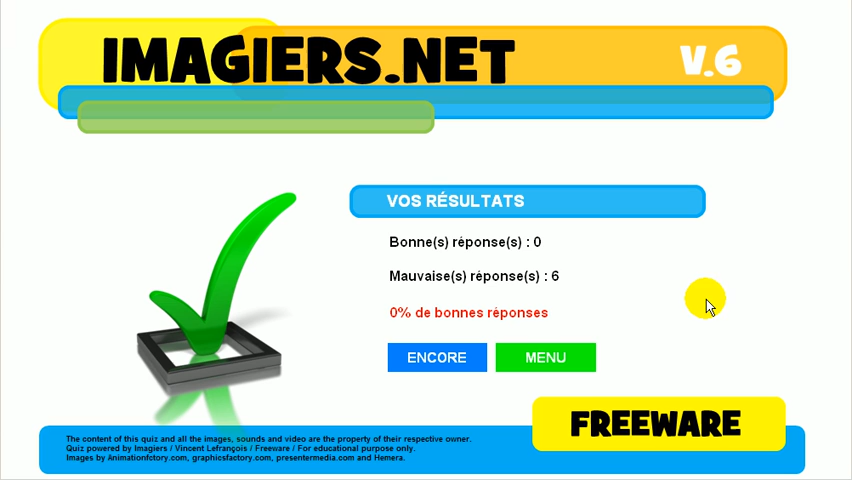 IMAGIERS.NET
V.6
VOS RÉSULTATS
Bonne(s) réponse(s) : 0
Mauvaise(s) réponse(s) : 6
0% de bonnes réponses
ENCORE
MENU
FREEWARE
The content of this quiz and all the images, sounds and video are the property of their respective owner.
Quiz powered by Imagiers / Vincent Lefrançois / Freeware / For educational purpose only.
Images by Animationfctory.com, graphicsfactory.com, presentermedia.com and Hemera.